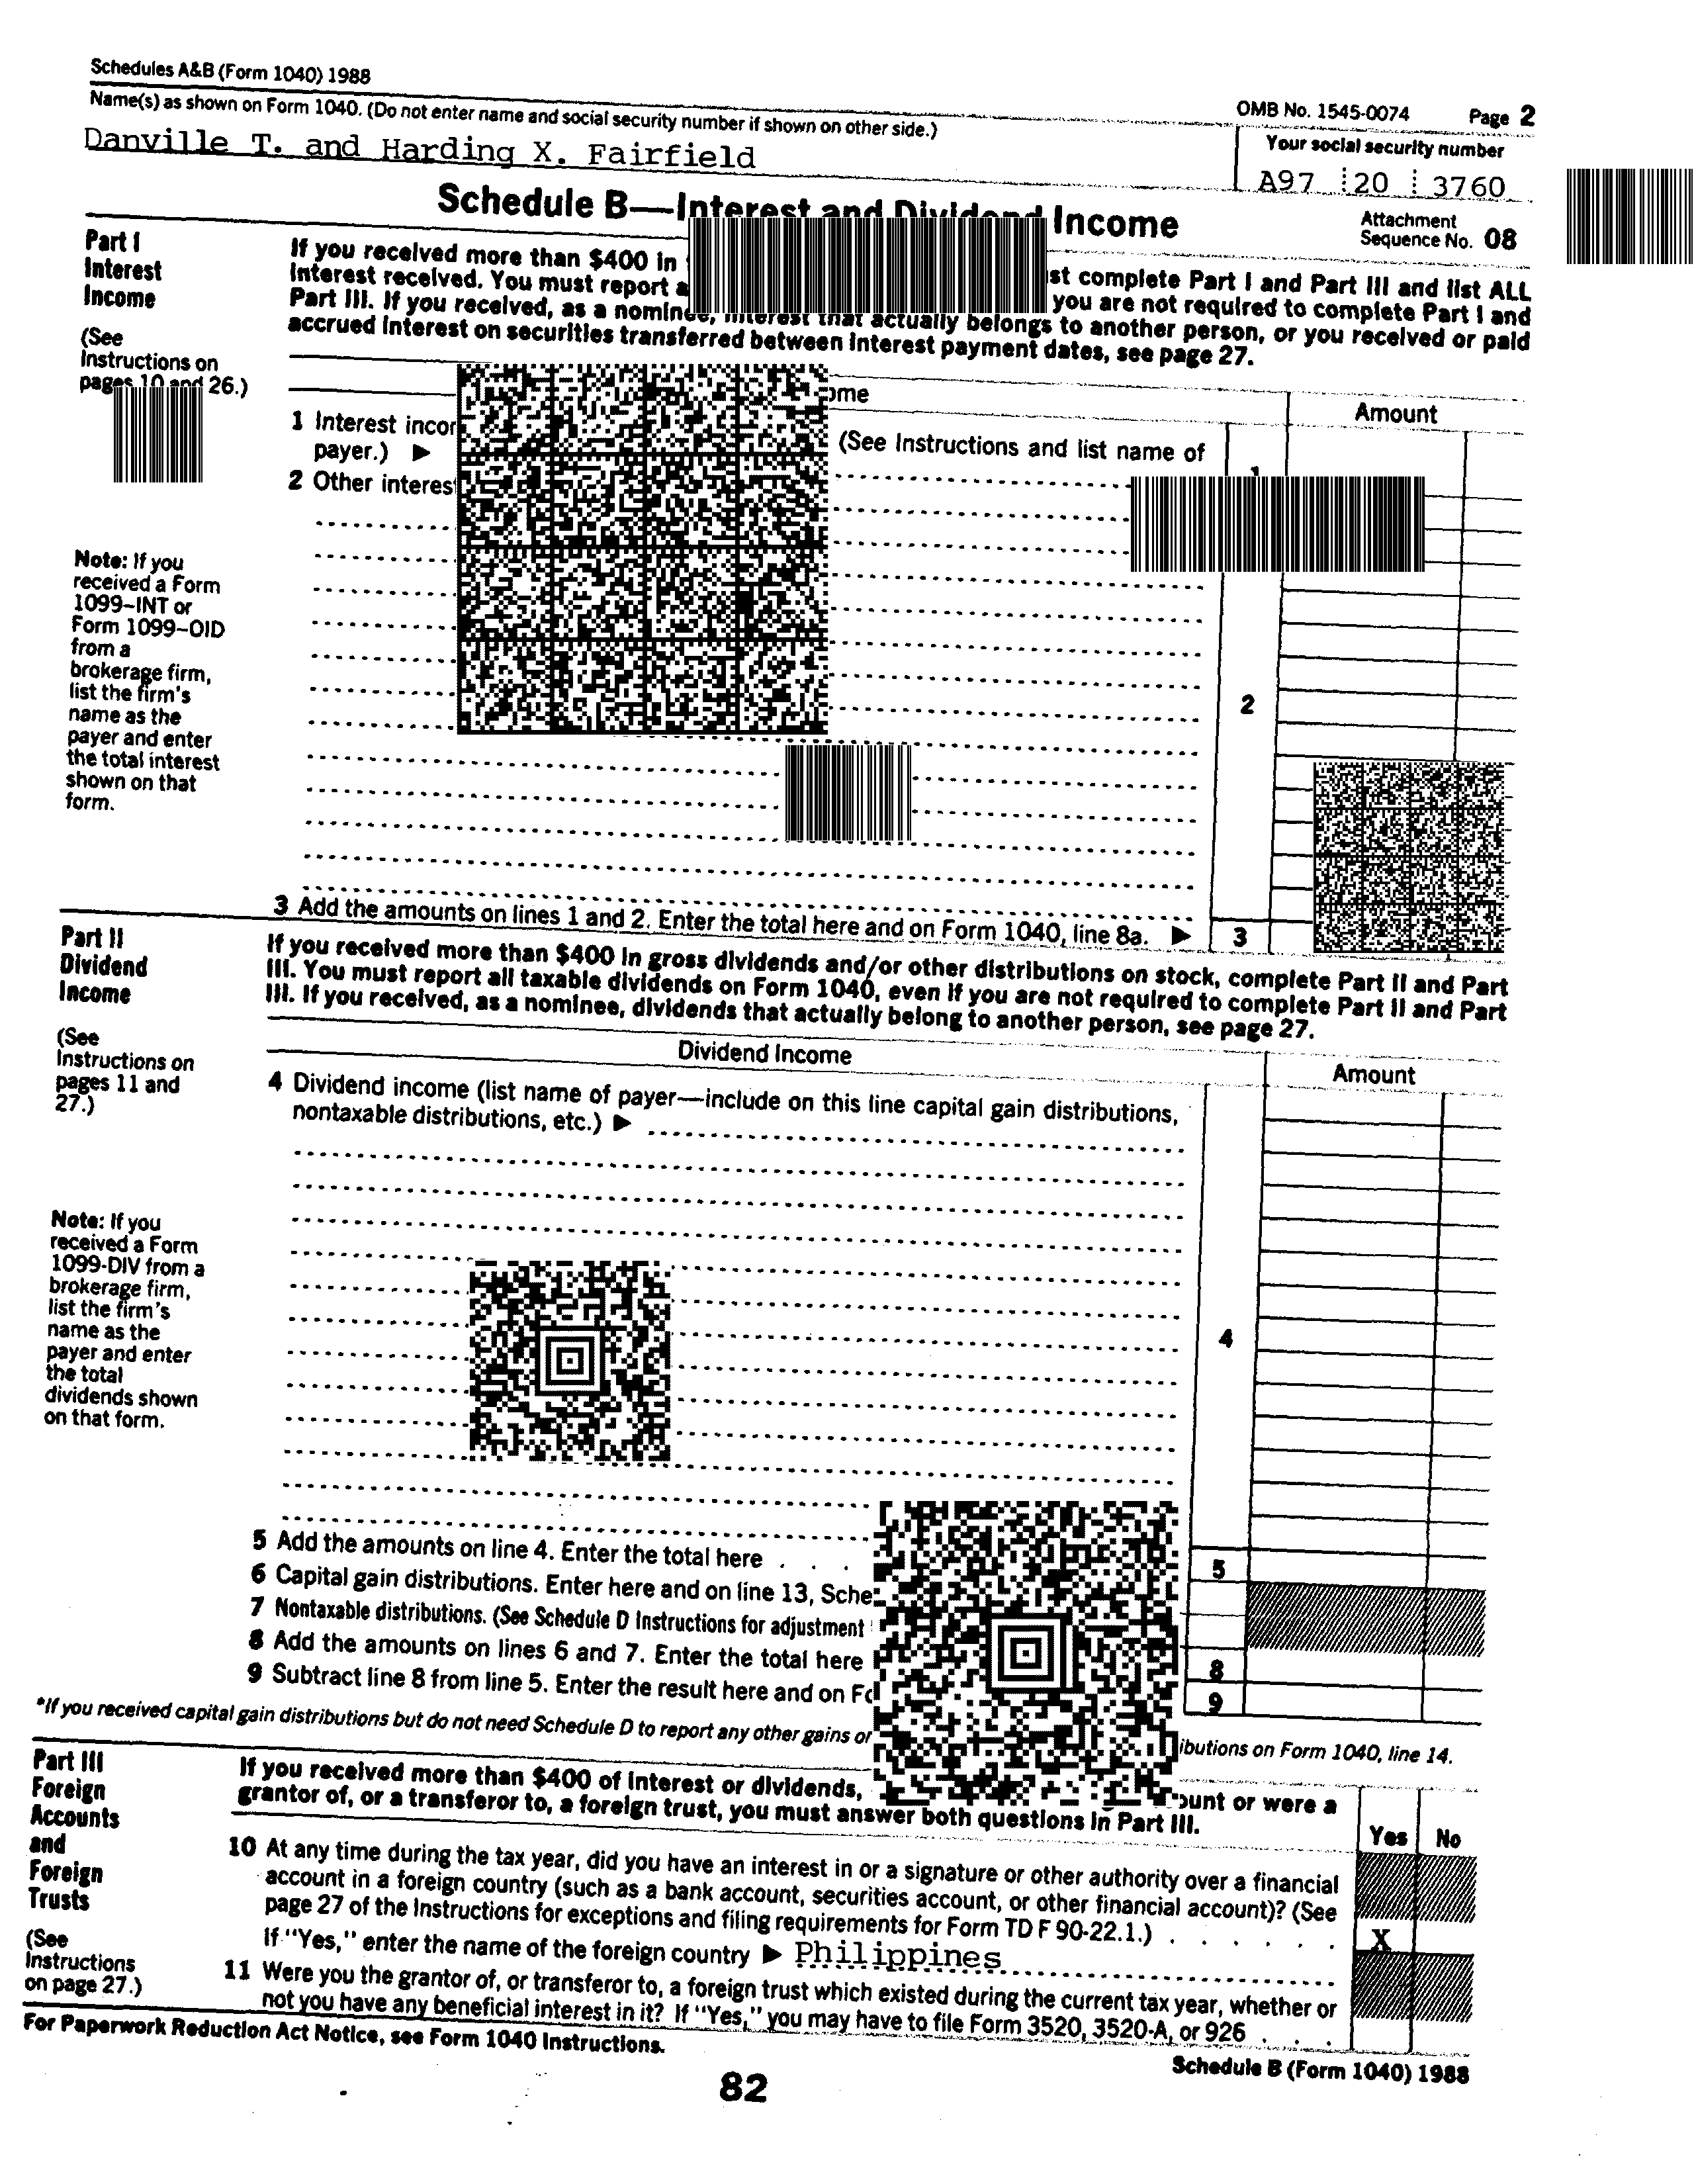 Schedules A&B (Form 1040) 1988
OMB No. 1545-0074 Page 2
Name(s) as shown on Form 1040. (Do not enter name and social security number if shown on other side.)
Your social security number
Danville T. and Harding X. Fairfield
A97 20 3760
Schedule B—Interest and Dividend Income
Attachment
Sequence No. 08
Part I
Interest
Income
(See
Instructions on
pages 10 and 26.)
If you received more than $400 in st complete Part I and Part III and list ALL
interest received. You must report a you are not required to complete Part I and
Part III. If you received, as a nominee, interest that actually belongs to another person, or you received or paid
accrued interest on securities transferred between interest payment dates, see page 27.
ome
Amount
1 Interest incom (See Instructions and list name of
payer.) ▶
1
2 Other interest
Note: If you
received a Form
1099–INT or
Form 1099–OID
from a
brokerage firm,
list the firm's
name as the
payer and enter
the total interest
shown on that
form.
2
3 Add the amounts on lines 1 and 2. Enter the total here and on Form 1040, line 8a. ▶ 3
Part II
Dividend
Income
(See
Instructions on
pages 11 and
27.)
If you received more than $400 in gross dividends and/or other distributions on stock, complete Part II and Part
III. You must report all taxable dividends on Form 1040, even if you are not required to complete Part II and Part
III. If you received, as a nominee, dividends that actually belong to another person, see page 27.
Dividend Income
Amount
4 Dividend income (list name of payer—include on this line capital gain distributions,
nontaxable distributions, etc.) ▶
Note: If you
received a Form
1099-DIV from a
brokerage firm,
list the firm's
name as the
payer and enter
the total
dividends shown
on that form.
4
5 Add the amounts on line 4. Enter the total here . . . 5
6 Capital gain distributions. Enter here and on line 13, Sche
7 Nontaxable distributions. (See Schedule D Instructions for adjustment
8 Add the amounts on lines 6 and 7. Enter the total here 8
9 Subtract line 8 from line 5. Enter the result here and on Fo 9
*If you received capital gain distributions but do not need Schedule D to report any other gains or ibutions on Form 1040, line 14.
Part III
Foreign
Accounts
and
Foreign
Trusts
(See
Instructions
on page 27.)
If you received more than $400 of interest or dividends, ount or were a
grantor of, or a transferor to, a foreign trust, you must answer both questions in Part III.
Yes No
10 At any time during the tax year, did you have an interest in or a signature or other authority over a financial
account in a foreign country (such as a bank account, securities account, or other financial account)? (See
page 27 of the Instructions for exceptions and filing requirements for Form TD F 90-22.1.) . . . . . . X
If "Yes," enter the name of the foreign country ▶ Philippines
11 Were you the grantor of, or transferor to, a foreign trust which existed during the current tax year, whether or
not you have any beneficial interest in it? If "Yes," you may have to file Form 3520, 3520-A, or 926 . . .
For Paperwork Reduction Act Notice, see Form 1040 Instructions.
Schedule B (Form 1040) 1988
82